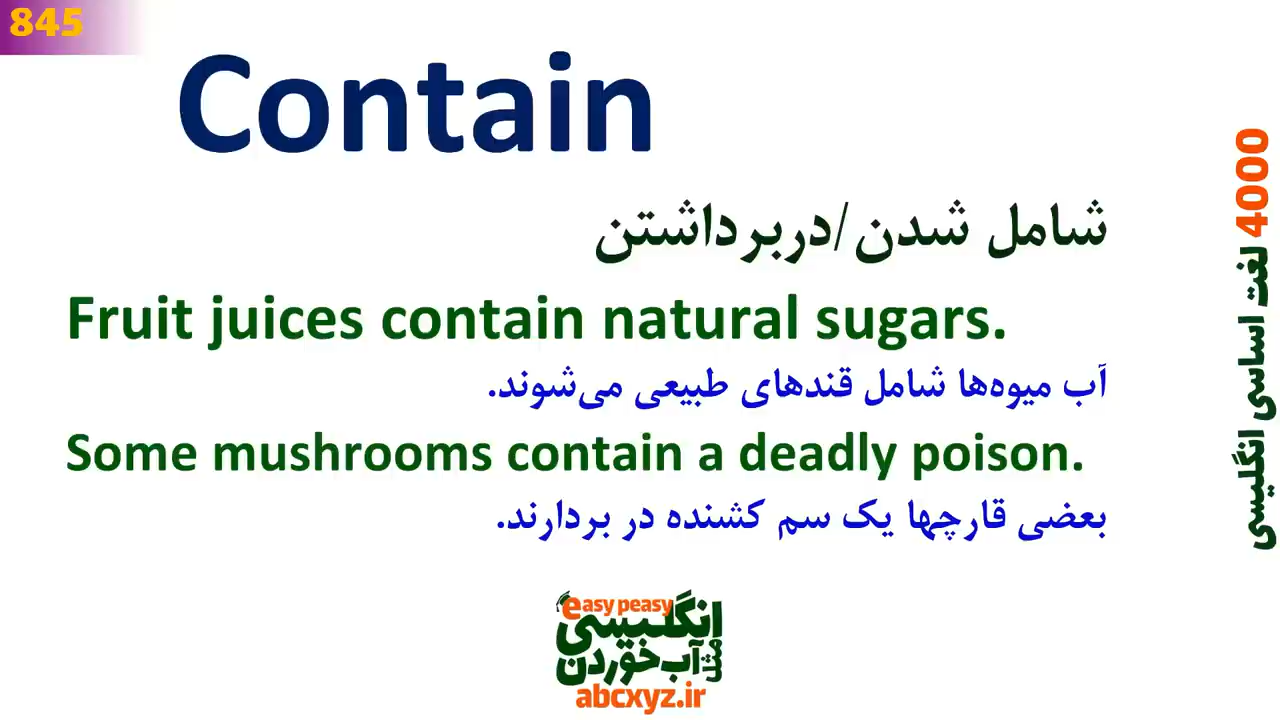 845
Contain
شامل شدن/دربرداشتن
Fruit juices contain natural sugars.
آب میوه‌ها شامل قندهای طبیعی می‌شوند.
Some mushrooms contain a deadly poison.
بعضی قارچها یک سم کشنده در بردارند.
4000 لغت اساسی انگلیسی
easy peasy
انگلیسی
مثل آب خوردن
abcxyz.ir